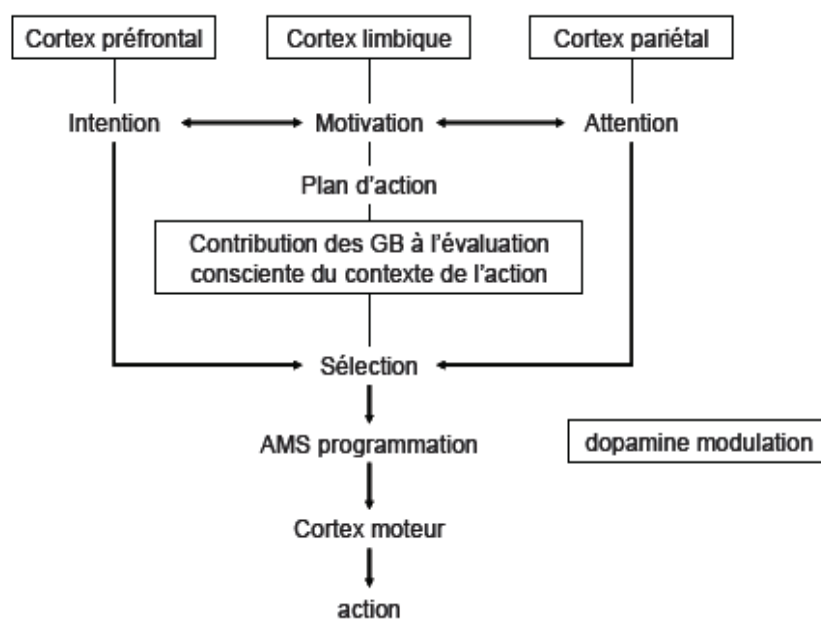 Cortex préfrontal
Cortex limbique
Cortex pariétal
Intention
Motivation
Attention
Plan d'action
Contribution des GB à l'évaluation
consciente du contexte de l'action
Sélection
AMS programmation
dopamine modulation
Cortex moteur
action